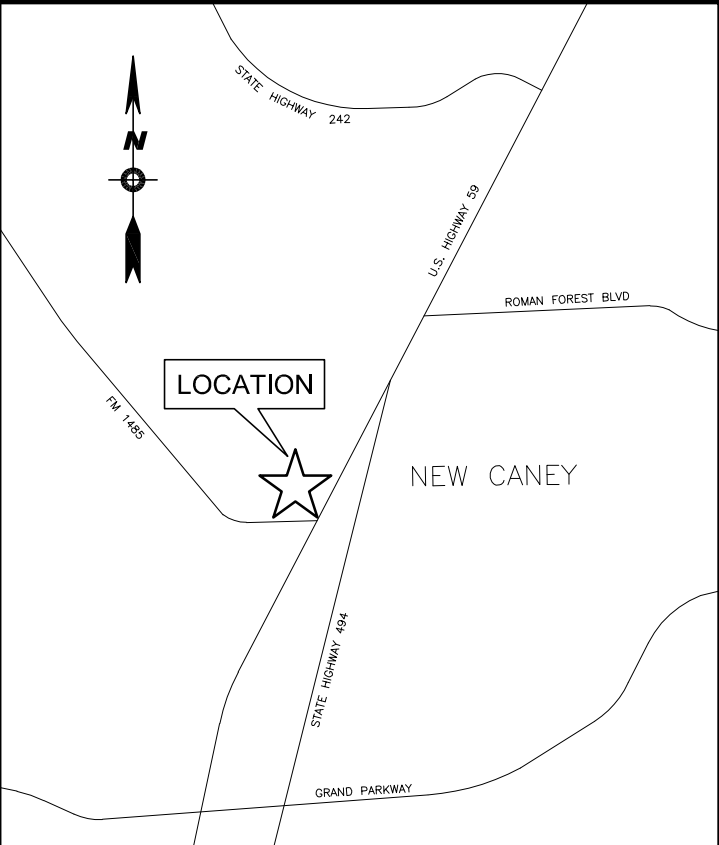 STATE HIGHWAY 242
N
U.S. HIGHWAY 59
ROMAN FOREST BLVD
LOCATION
FM 1485
NEW CANEY
STATE HIGHWAY 494
GRAND PARKWAY